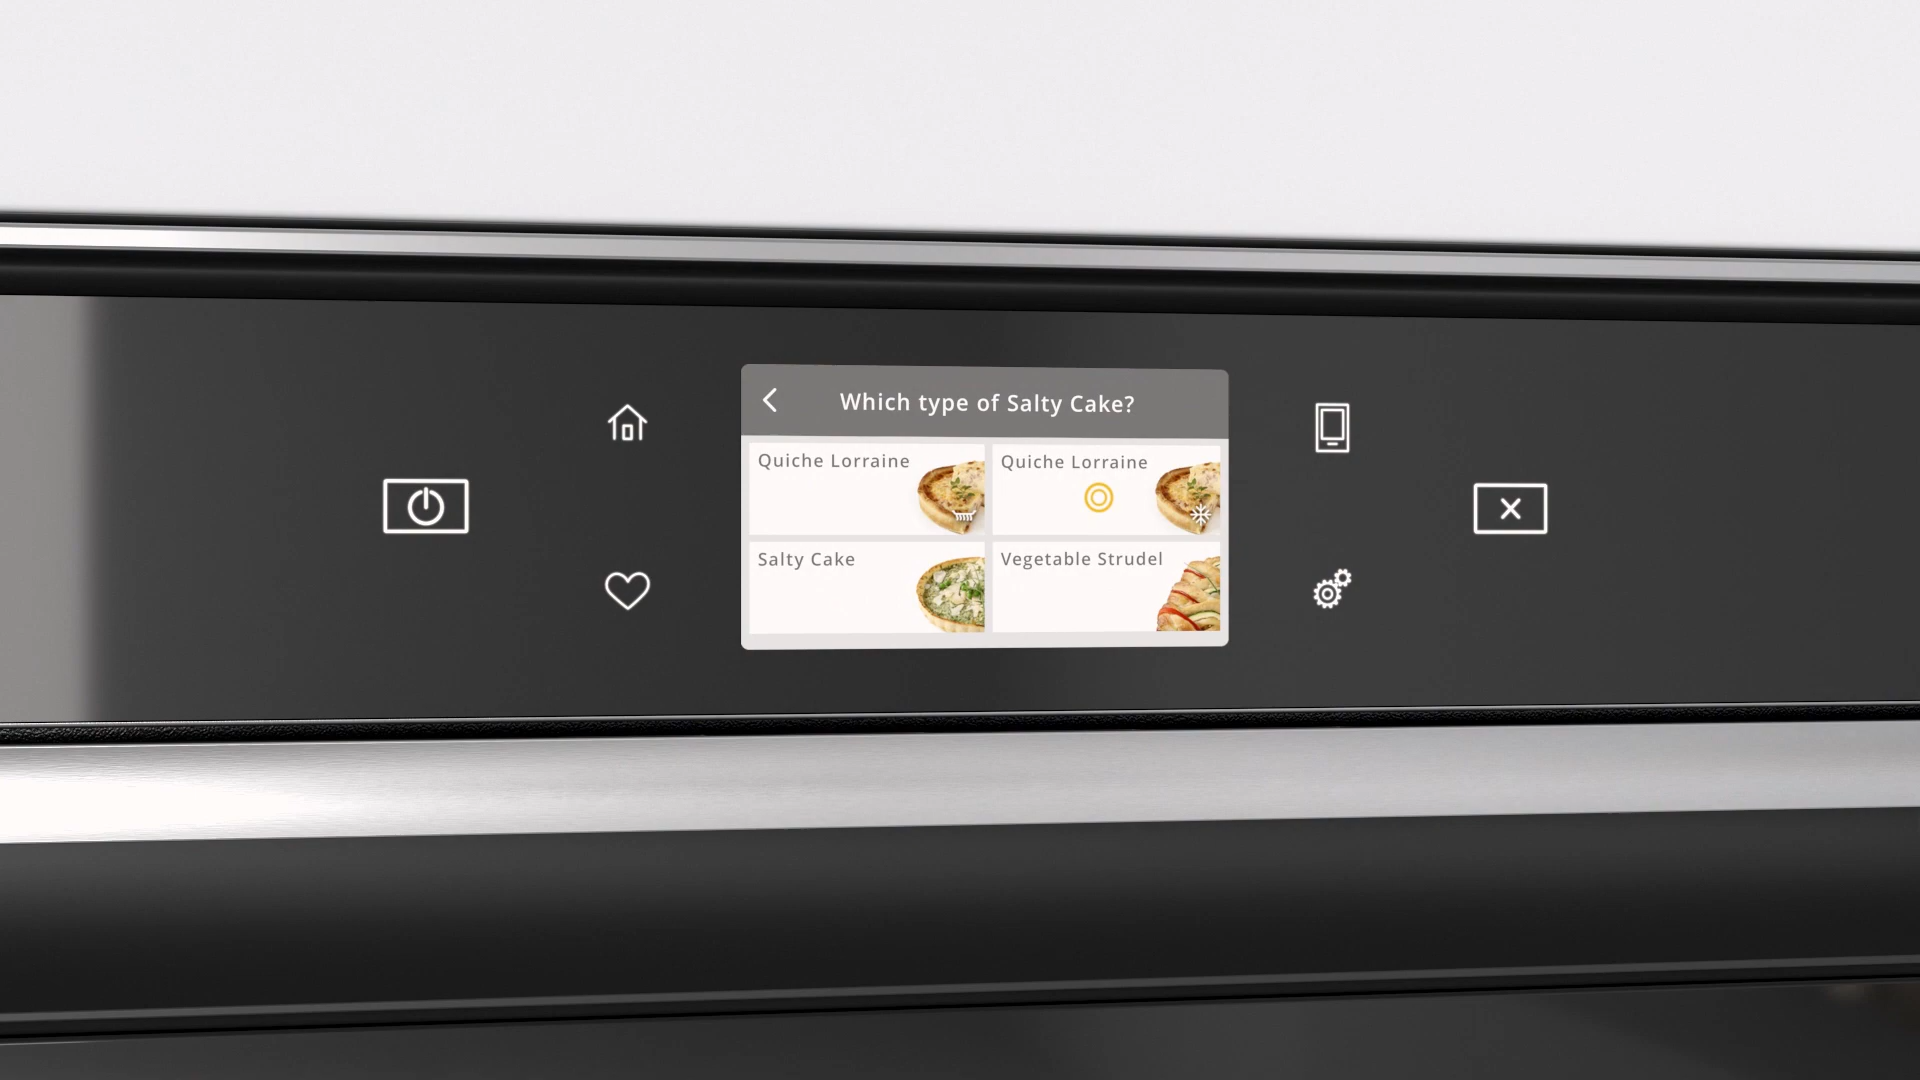 Which type of Salty Cake?
Quiche Lorraine
Quiche Lorraine
Salty Cake
Vegetable Strudel